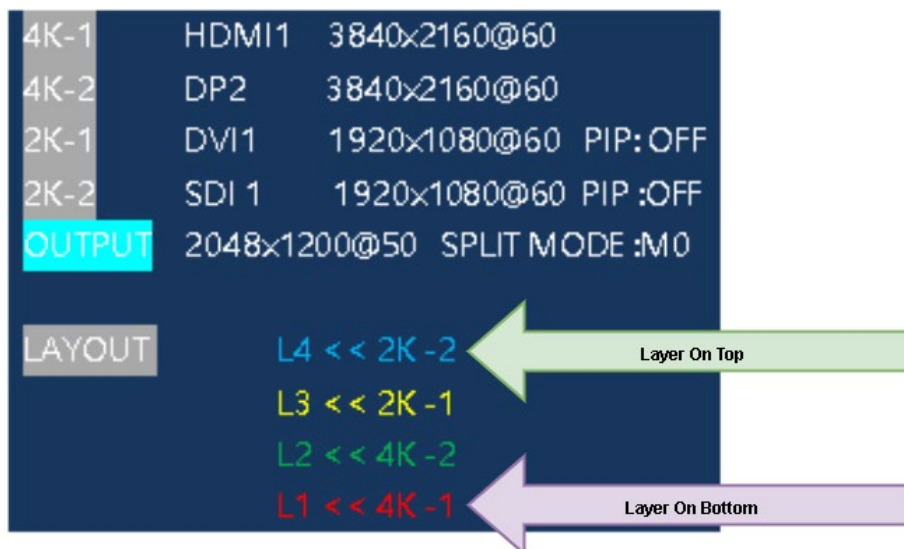 4K-1 HDMI1 3840x2160@60
4K-2 DP2 3840x2160@60
2K-1 DVI1 1920x1080@60 PIP: OFF
2K-2 SDI 1 1920x1080@60 PIP :OFF
OUTPUT 2048x1200@50 SPLIT MODE :M0
LAYOUT L4 << 2K -2 Layer On Top
L3 << 2K -1
L2 << 4K -2
L1 << 4K -1 Layer On Bottom